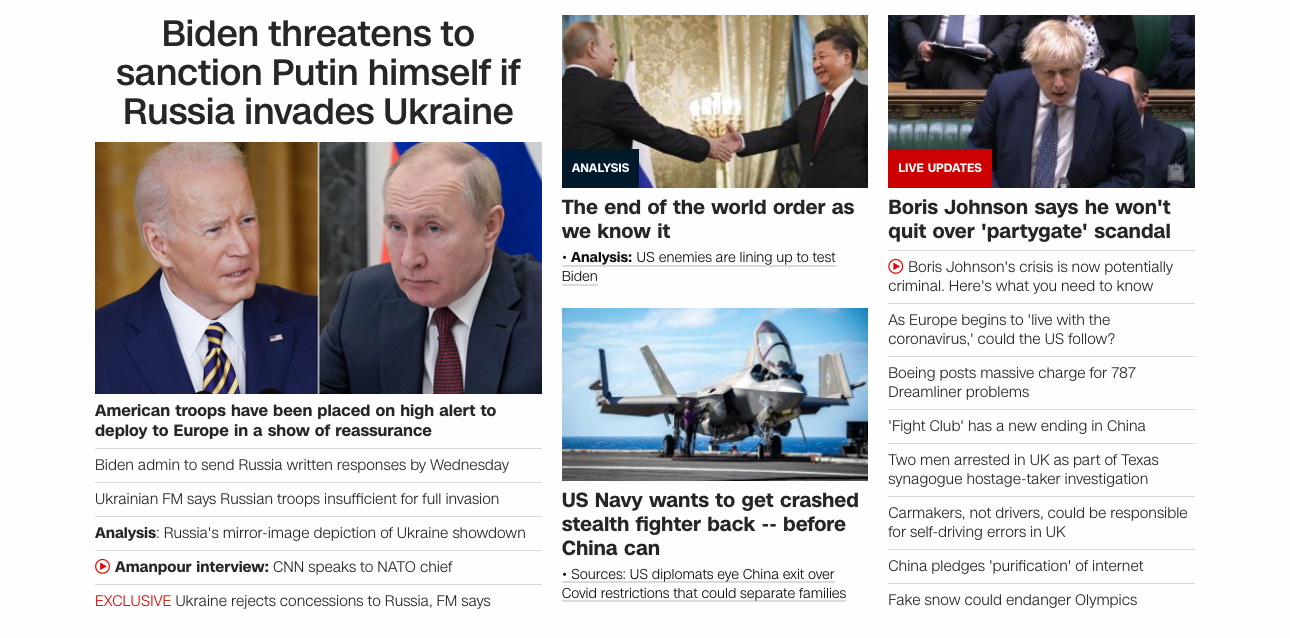 Biden threatens to
sanction Putin himself if
Russia invades Ukraine
American troops have been placed on high alert to
deploy to Europe in a show of reassurance
Biden admin to send Russia written responses by Wednesday
Ukrainian FM says Russian troops insufficient for full invasion
Analysis: Russia's mirror-image depiction of Ukraine showdown
Amanpour interview: CNN speaks to NATO chief
EXCLUSIVE Ukraine rejects concessions to Russia, FM says
ANALYSIS
The end of the world order as
we know it
• Analysis: US enemies are lining up to test
Biden
US Navy wants to get crashed
stealth fighter back -- before
China can
• Sources: US diplomats eye China exit over
Covid restrictions that could separate families
LIVE UPDATES
Boris Johnson says he won't
quit over 'partygate' scandal
Boris Johnson's crisis is now potentially
criminal. Here's what you need to know
As Europe begins to 'live with the
coronavirus,' could the US follow?
Boeing posts massive charge for 787
Dreamliner problems
'Fight Club' has a new ending in China
Two men arrested in UK as part of Texas
synagogue hostage-taker investigation
Carmakers, not drivers, could be responsible
for self-driving errors in UK
China pledges 'purification' of internet
Fake snow could endanger Olympics